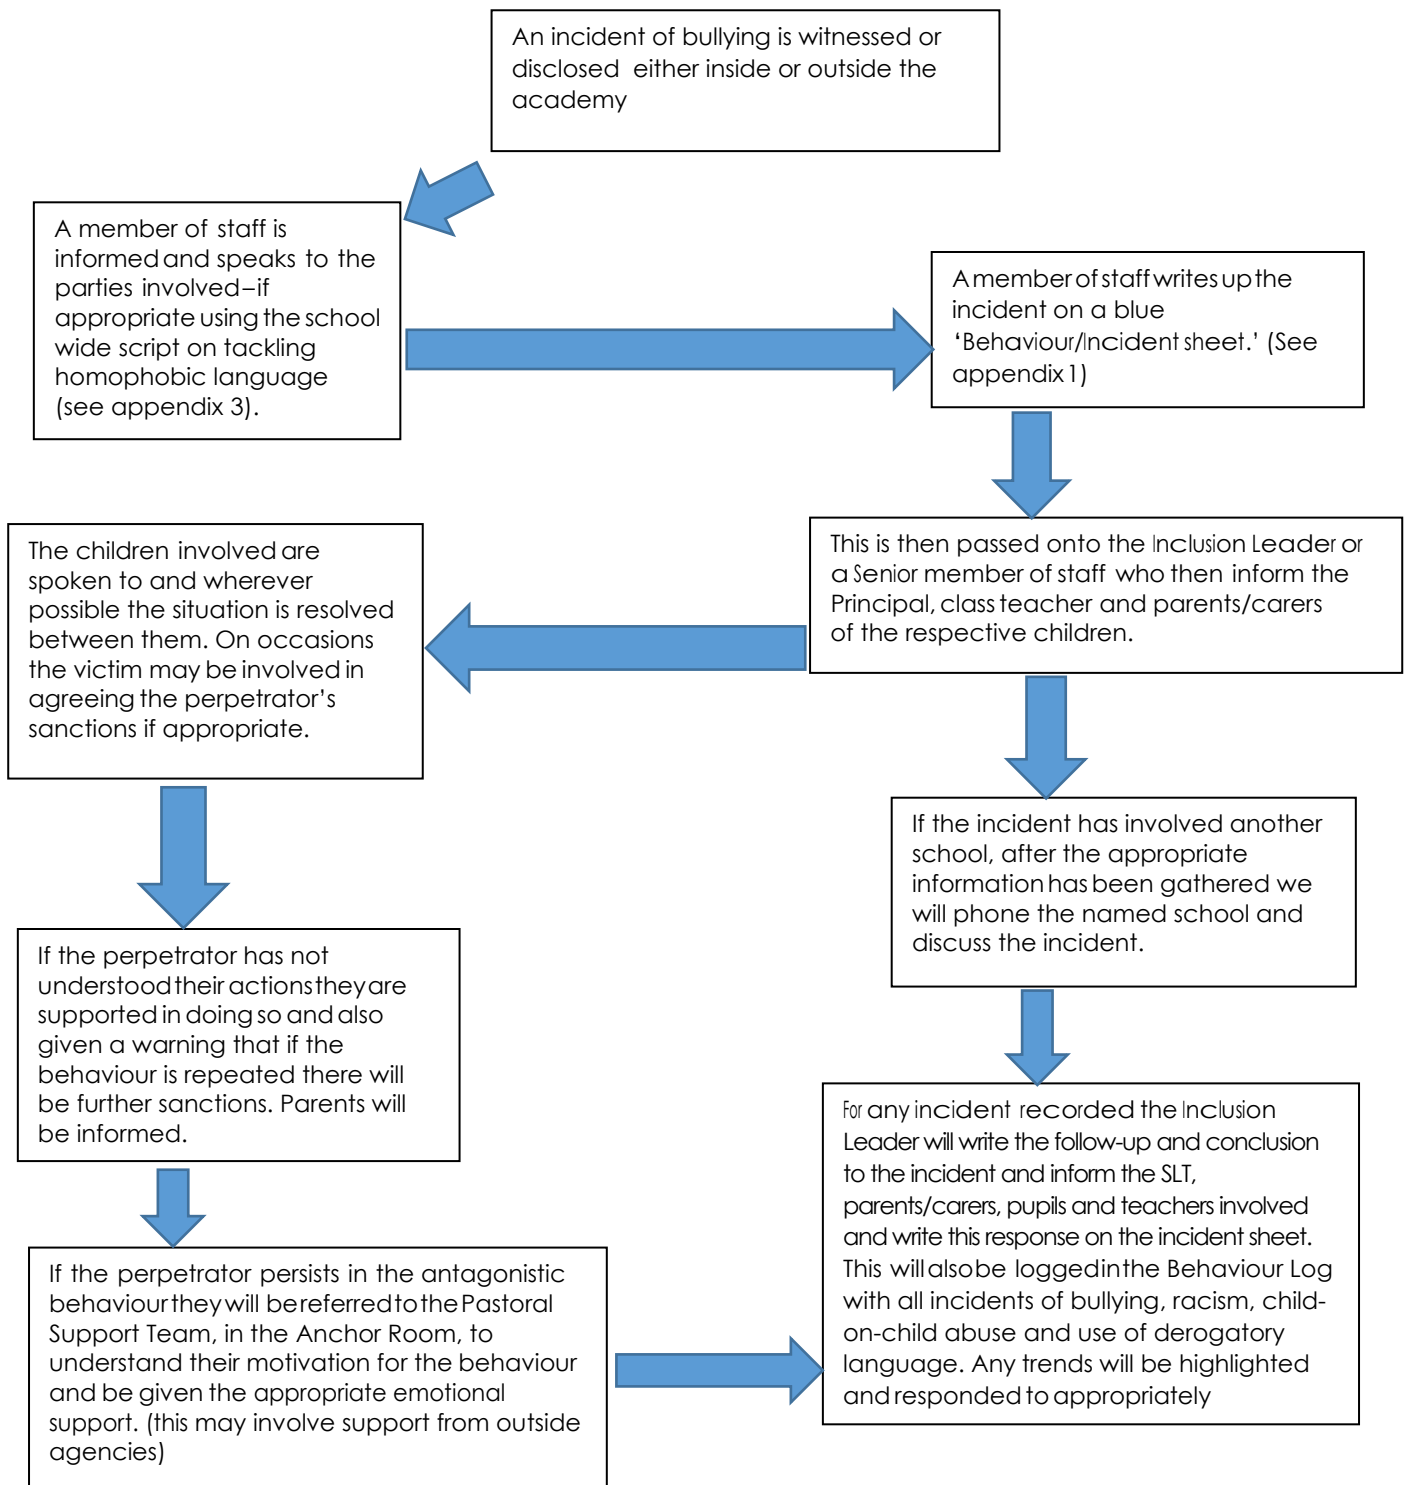 An incident of bullying is witnessed or
disclosed either inside or outside the
academy
A member of staff is
informed and speaks to the
parties involved – if
appropriate using the school
wide script on tackling
homophobic language
(see appendix 3).
A member of staff writes up the
incident on a blue
‘Behaviour/Incident sheet.’ (See
appendix 1)
This is then passed onto the Inclusion Leader or
a Senior member of staff who then inform the
Principal, class teacher and parents/carers
of the respective children.
The children involved are
spoken to and wherever
possible the situation is resolved
between them. On occasions
the victim may be involved in
agreeing the perpetrator’s
sanctions if appropriate.
If the incident has involved another
school, after the appropriate
information has been gathered we
will phone the named school and
discuss the incident.
If the perpetrator has not
understood their actions they are
supported in doing so and also
given a warning that if the
behaviour is repeated there will
be further sanctions. Parents will
be informed.
For any incident recorded the Inclusion
Leader will write the follow-up and conclusion
to the incident and inform the SLT,
parents/carers, pupils and teachers involved
and write this response on the incident sheet.
This will also be logged in the Behaviour Log
with all incidents of bullying, racism, child-
on-child abuse and use of derogatory
language. Any trends will be highlighted
and responded to appropriately
If the perpetrator persists in the antagonistic
behaviour they will be referred to the Pastoral
Support Team, in the Anchor Room, to
understand their motivation for the behaviour
and be given the appropriate emotional
support. (this may involve support from outside
agencies)